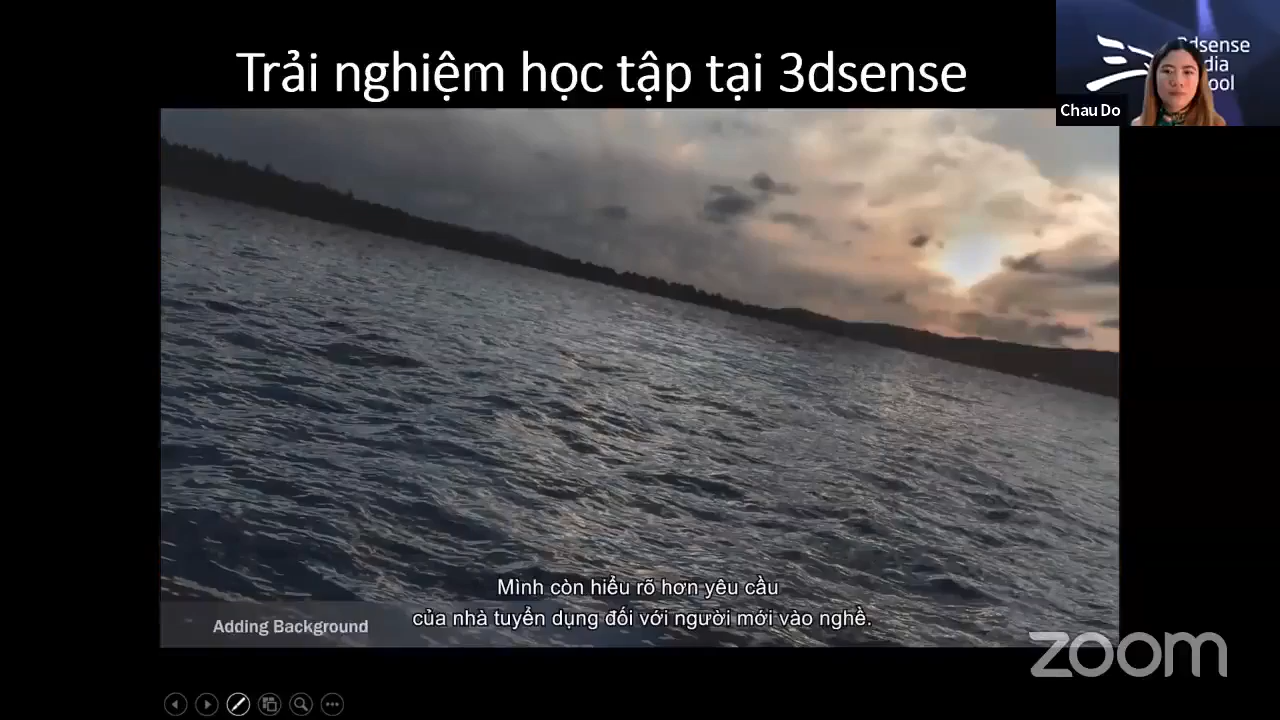 Trải nghiệm học tập tại 3dsense
3dsense
Chau Do
Mình còn hiểu rõ hơn yêu cầu
của nhà tuyển dụng đối với người mới vào nghề.
Adding Background
zoom